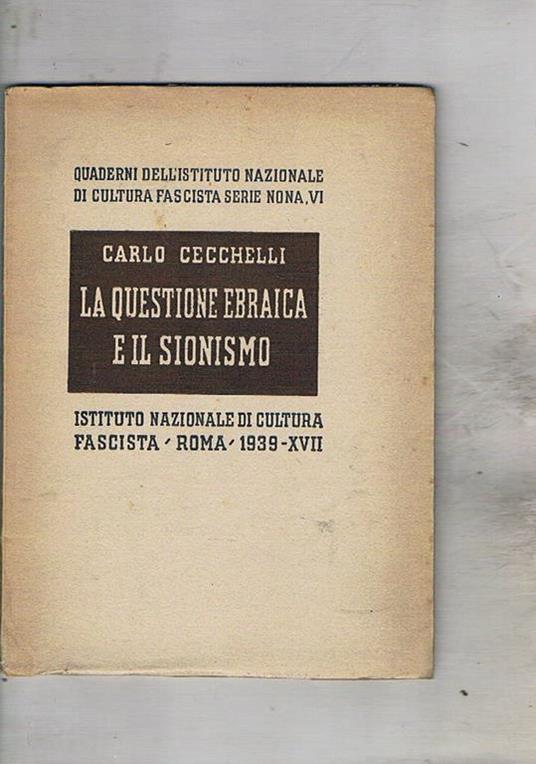 QUADERNI DELL'ISTITUTO NAZIONALE
DI CULTURA FASCISTA SERIE NONA, VI
CARLO CECCHELLI
LA QUESTIONE EBRAICA
E IL SIONISMO
ISTITUTO NAZIONALE DI CULTURA
FASCISTA - ROMA - 1939-XVII